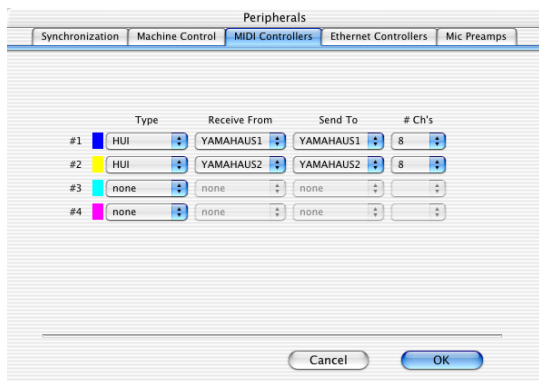 Peripherals
Synchronization Machine Control MIDI Controllers Ethernet Controllers Mic Preamps
Type Receive From Send To # Ch's
#1 HUI YAMAHAUS1 YAMAHAUS1 8
#2 HUI YAMAHAUS2 YAMAHAUS2 8
#3 none none none
#4 none none none
Cancel OK